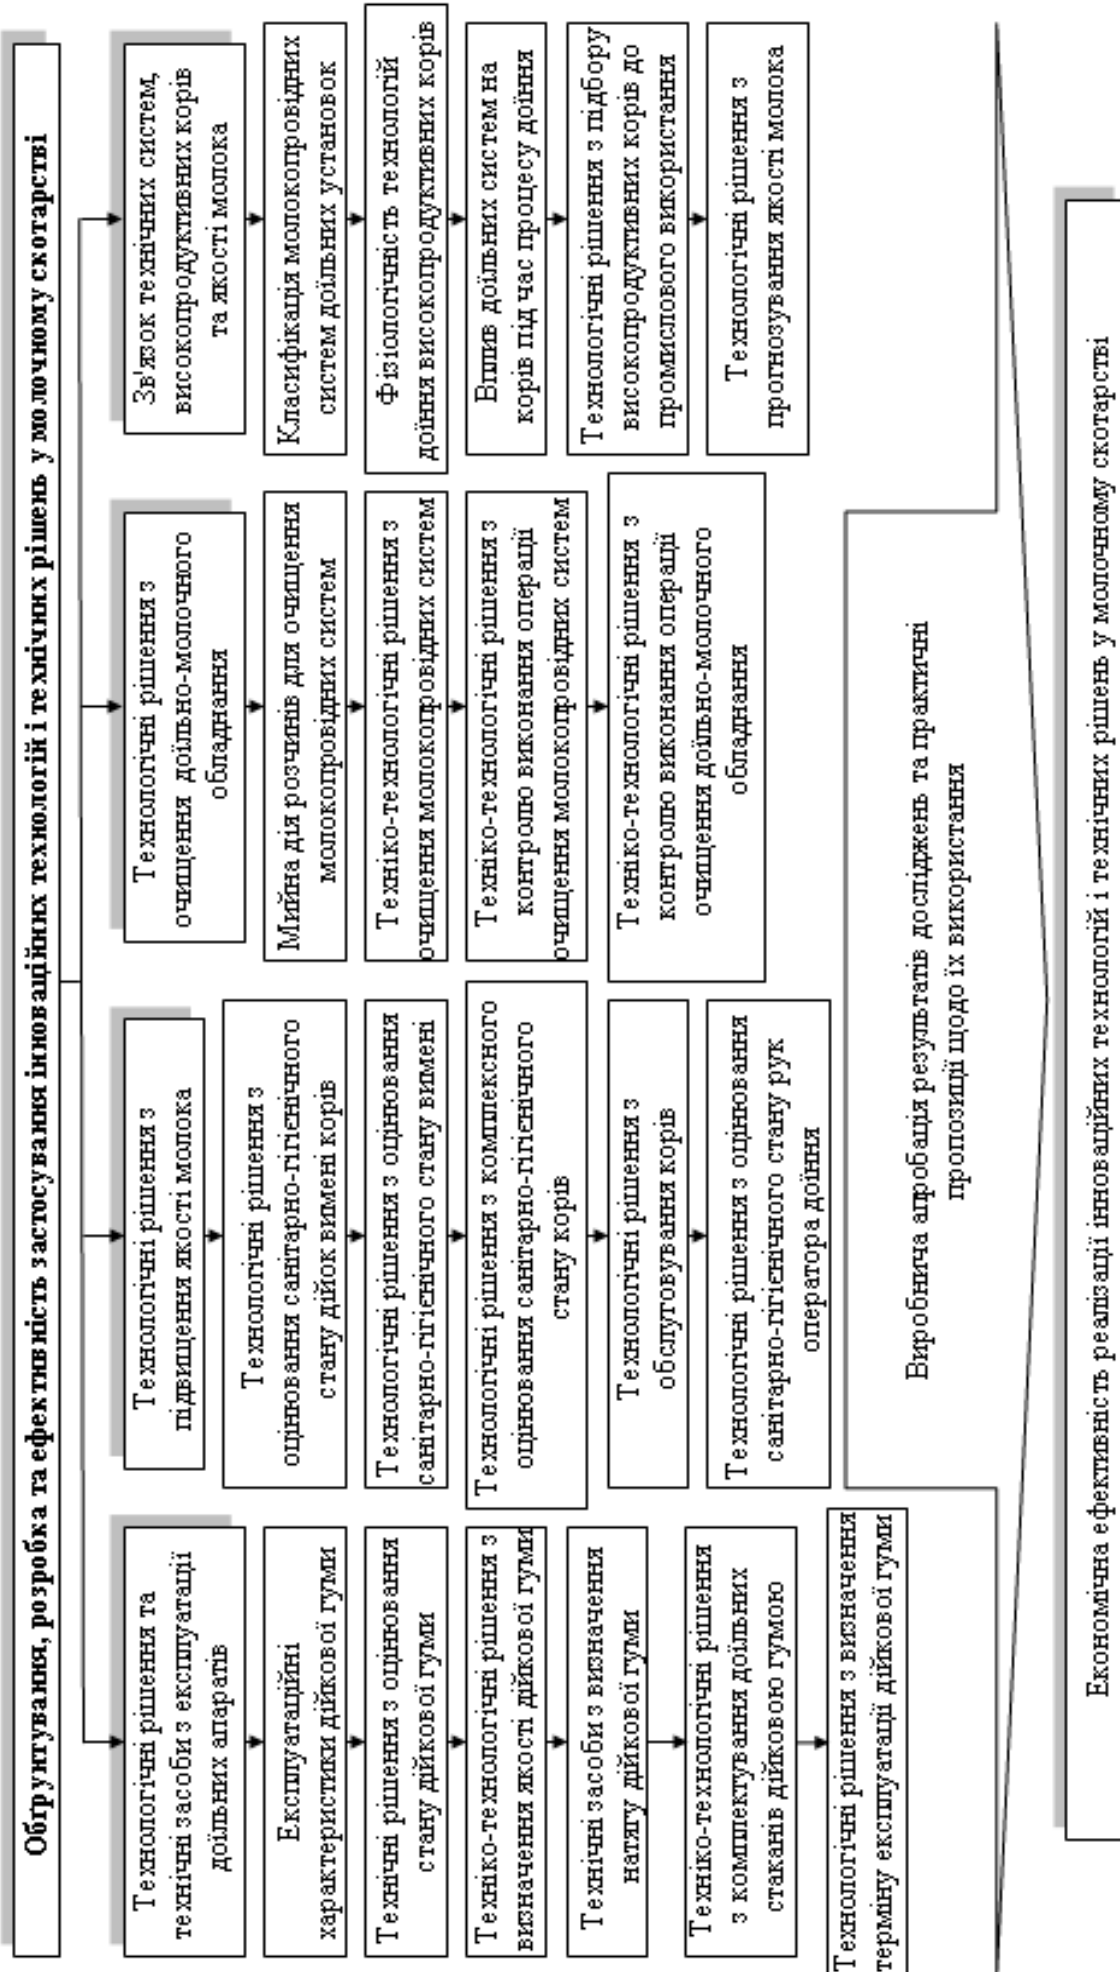 Обґрунтування, розробка та ефективність застосування інноваційних технологій і технічних рішень у молочному скотарстві
Технологічні рішення та
технічні засоби з експлуатації
доїльних апаратів
Експлуатаційні
характеристики дійкової гуми
Технічні рішення з оцінювання
стану дійкової гуми
Техніко-технологічні рішення з
визначення якості дійкової гуми
Технічні засоби з визначення
натягу дійкової гуми
Техніко-технологічні рішення
з комплектування доїльних
стаканів дійковою гумою
Технологічні рішення з визначення
терміну експлуатації дійкової гуми
Технологічні рішення з
підвищення якості молока
Технологічні рішення з
оцінювання санітарно-гігієнічного
стану дійок вимені корів
Технологічні рішення з оцінювання
санітарно-гігієнічного стану вимені
Технологічні рішення з комплексного
оцінювання санітарно-гігієнічного
стану корів
Технологічні рішення з
обслуговування корів
Технологічні рішення з оцінювання
санітарно-гігієнічного стану рук
оператора доїння
Технологічні рішення з
очищення доїльно-молочного
обладнання
Мийна дія розчинів для очищення
молокопровідних систем
Техніко-технологічні рішення з
очищення молокопровідних систем
Техніко-технологічні рішення з
контролю виконання операції
очищення молокопровідних систем
Техніко-технологічні рішення з
контролю виконання операції
очищення доїльно-молочного
обладнання
Зв'язок технічних систем,
високопродуктивних корів
та якості молока
Класифікація молокопровідних
систем доїльних установок
Фізіологічність технологій
доїння високопродуктивних корів
Вплив доїльних систем на
корів під час процесу доїння
Технологічні рішення з підбору
високопродуктивних корів до
промислового використання
Технологічні рішення з
прогнозування якості молока
Виробнича апробація результатів досліджень та практичні
пропозиції щодо їх використання
Економічна ефективність реалізації інноваційних технологій і технічних рішень у молочному скотарстві